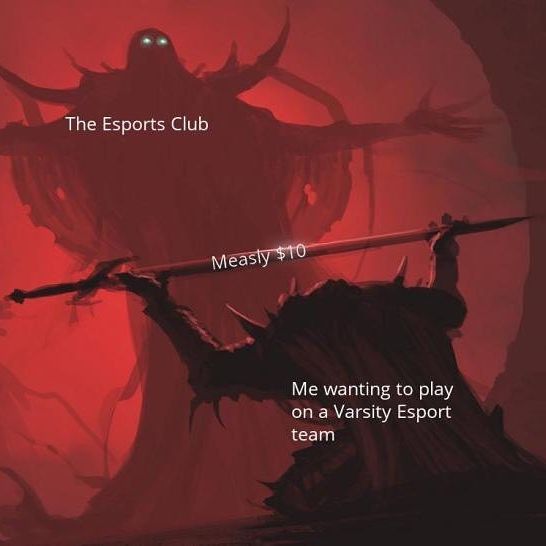 The Esports Club
Measly $10
Me wanting to play
on a Varsity Esport
team